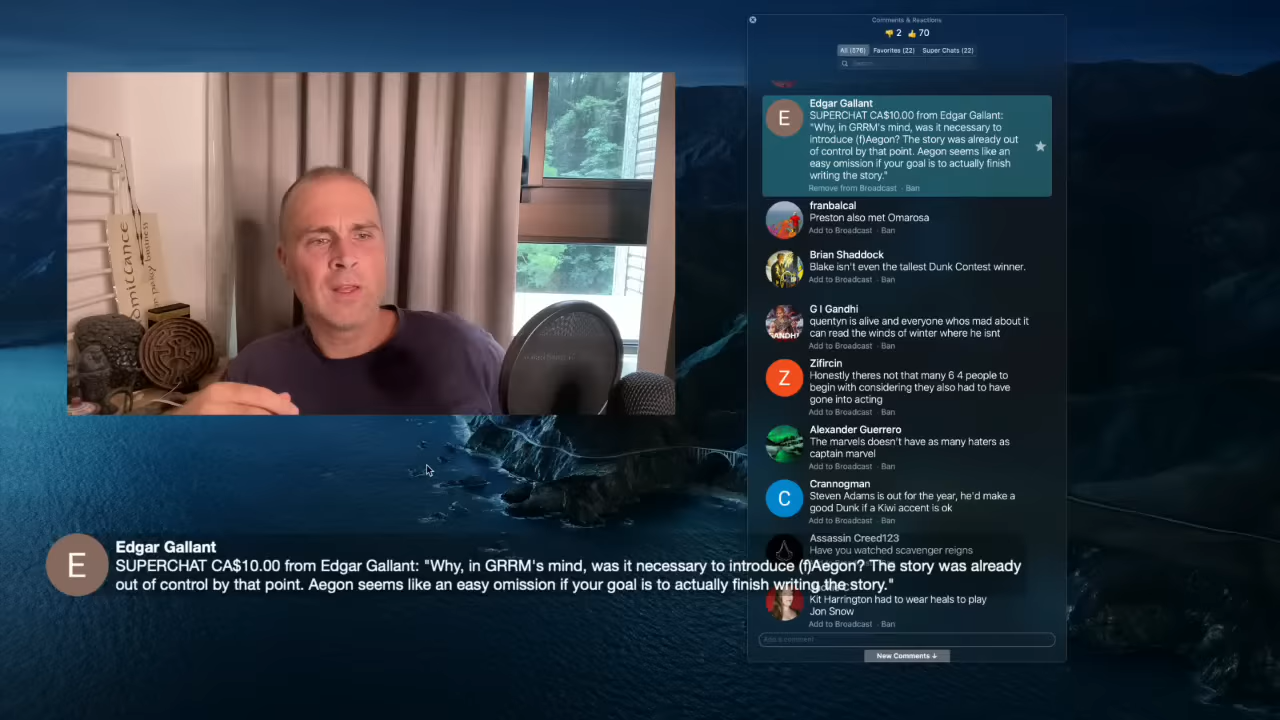 Comments & Reactions
👎 2 👍 70
All (576) Favorites (22) Super Chats (22)
Search
E
Edgar Gallant
SUPERCHAT CA$10.00 from Edgar Gallant:
"Why, in GRRM's mind, was it necessary to
introduce (f)Aegon? The story was already out
of control by that point. Aegon seems like an
easy omission if your goal is to actually finish
writing the story."
Remove from Broadcast · Ban
franbalcal
Preston also met Omarosa
Add to Broadcast · Ban
Brian Shaddock
Blake isn't even the tallest Dunk Contest winner.
Add to Broadcast · Ban
GANDHI
G I Gandhi
quentyn is alive and everyone whos mad about it
can read the winds of winter where he isnt
Add to Broadcast · Ban
Z
Zifircin
Honestly theres not that many 6 4 people to
begin with considering they also had to have
gone into acting
Add to Broadcast · Ban
Alexander Guerrero
The marvels doesn't have as many haters as
captain marvel
Add to Broadcast · Ban
C
Crannogman
Steven Adams is out for the year, he'd make a
good Dunk if a Kiwi accent is ok
Add to Broadcast · Ban
Assassin Creed123
Have you watched scavenger reigns
Kit Harrington had to wear heals to play
Jon Snow
Add to Broadcast · Ban
Add a comment
New Comments ↓
E
Edgar Gallant
SUPERCHAT CA$10.00 from Edgar Gallant: "Why, in GRRM's mind, was it necessary to introduce (f)Aegon? The story was already
out of control by that point. Aegon seems like an easy omission if your goal is to actually finish writing the story."